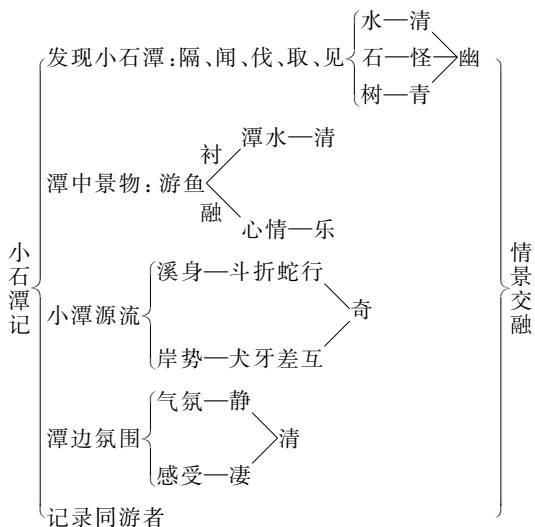 小石潭记
发现小石潭:隔、闻、伐、取、见
水—清
石—怪
树—青
幽
潭中景物:游鱼
衬
潭水—清
融
心情—乐
小潭源流
溪身—斗折蛇行
岸势—犬牙差互
奇
潭边氛围
气氛—静
感受—凄
清
记录同游者
情景交融